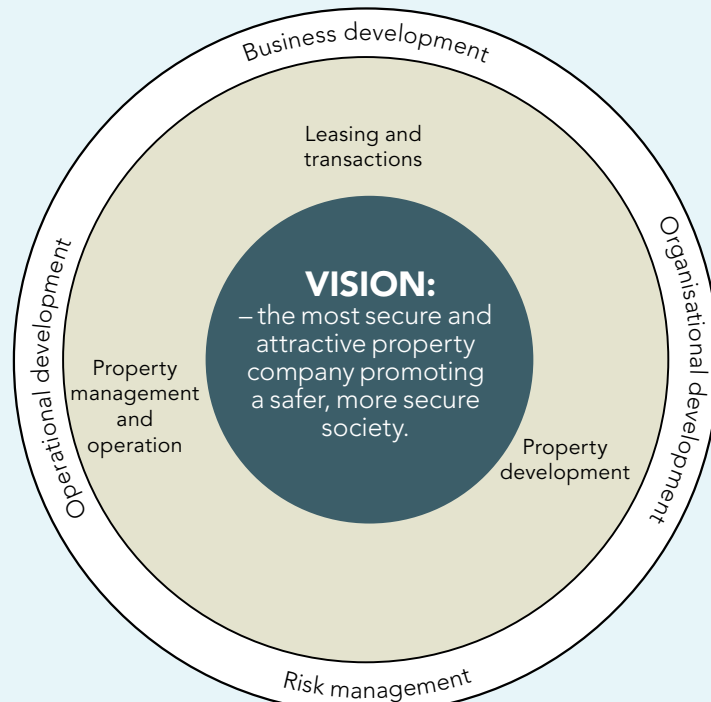 Business development
Leasing and
transactions
Organisational development
Operational development
VISION:
– the most secure and
attractive property
company promoting
a safer, more secure
society.
Property
management
and
operation
Property
development
Risk management